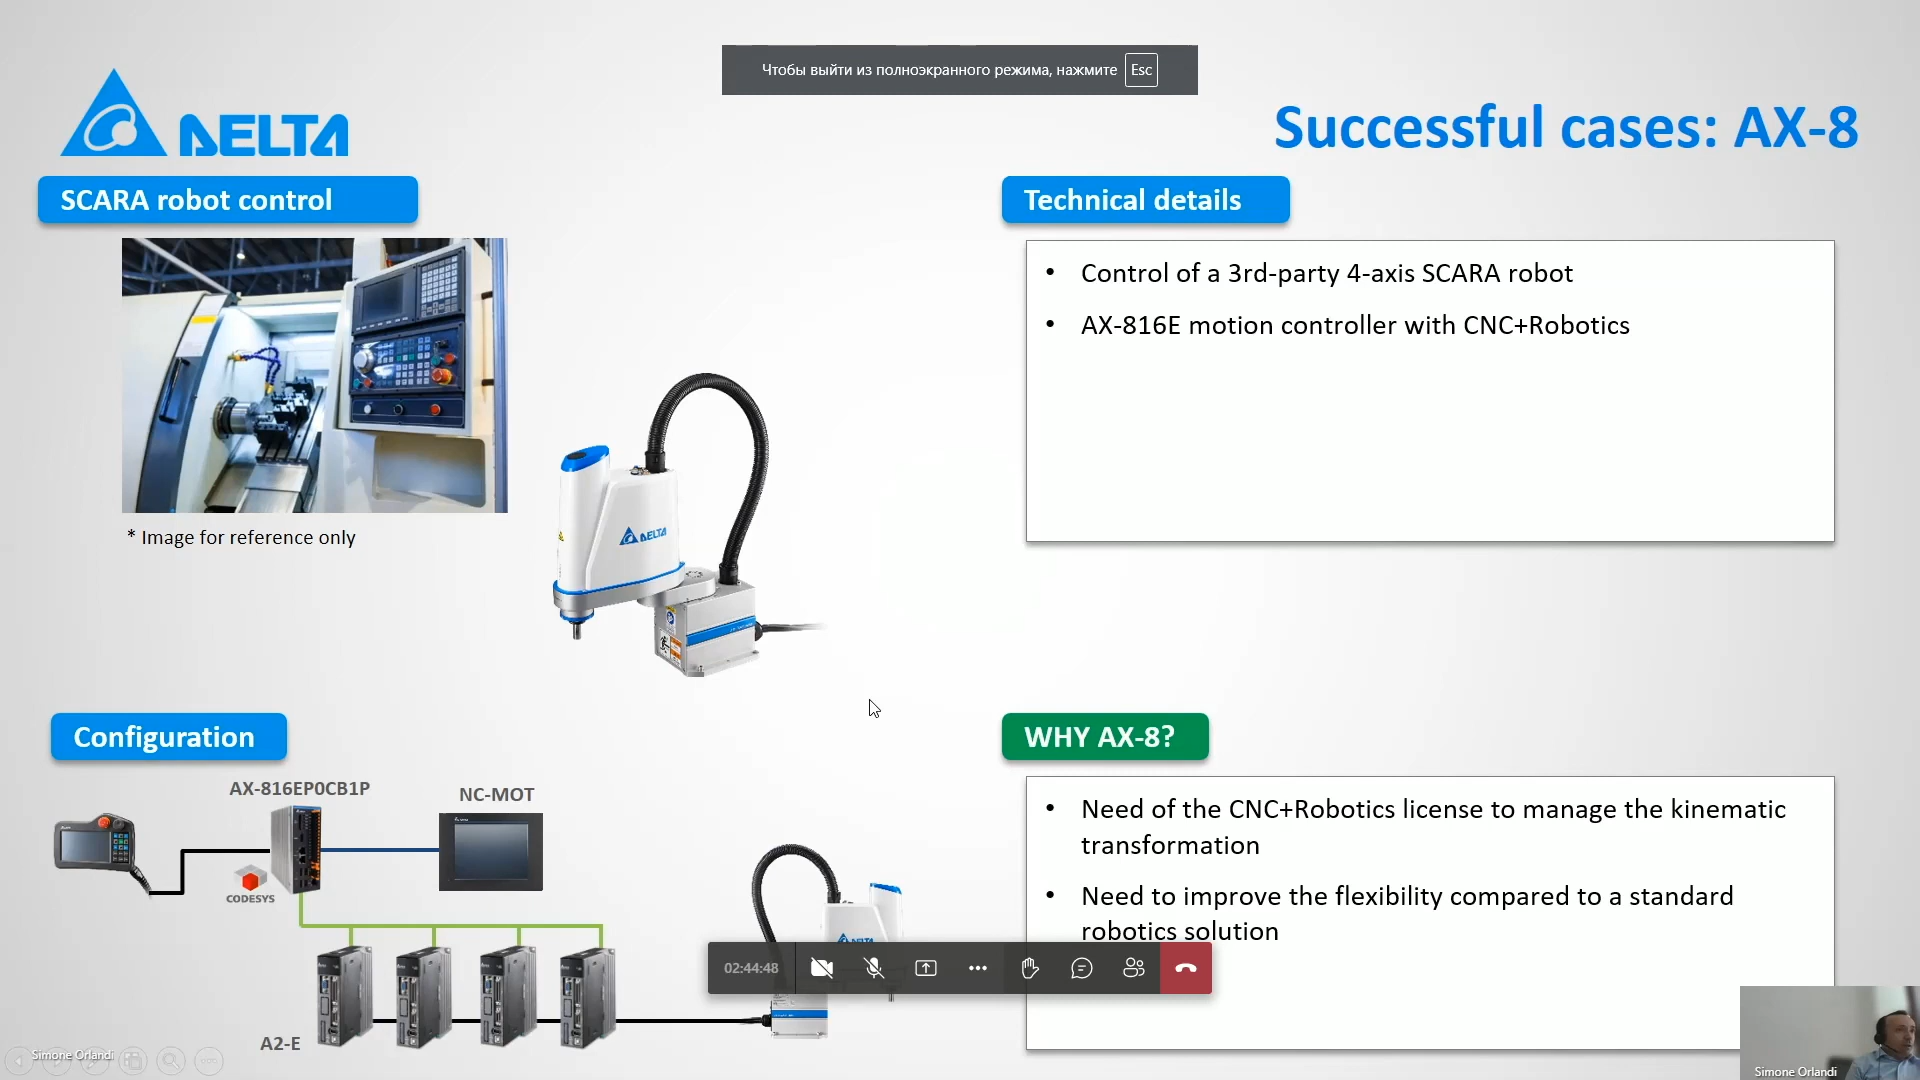 Чтобы выйти из полноэкранного режима, нажмите Esc
DELTA
Successful cases: AX-8
SCARA robot control
Technical details
• Control of a 3rd-party 4-axis SCARA robot
• AX-816E motion controller with CNC+Robotics
DELTA
* Image for reference only
Configuration
WHY AX-8?
AX-816EP0CB1P
NC-MOT
CODESYS
A2-E
• Need of the CNC+Robotics license to manage the kinematic
transformation
• Need to improve the flexibility compared to a standard
robotics solution
DELTA
02:44:48
Simone Orlandi
Simone Orlandi